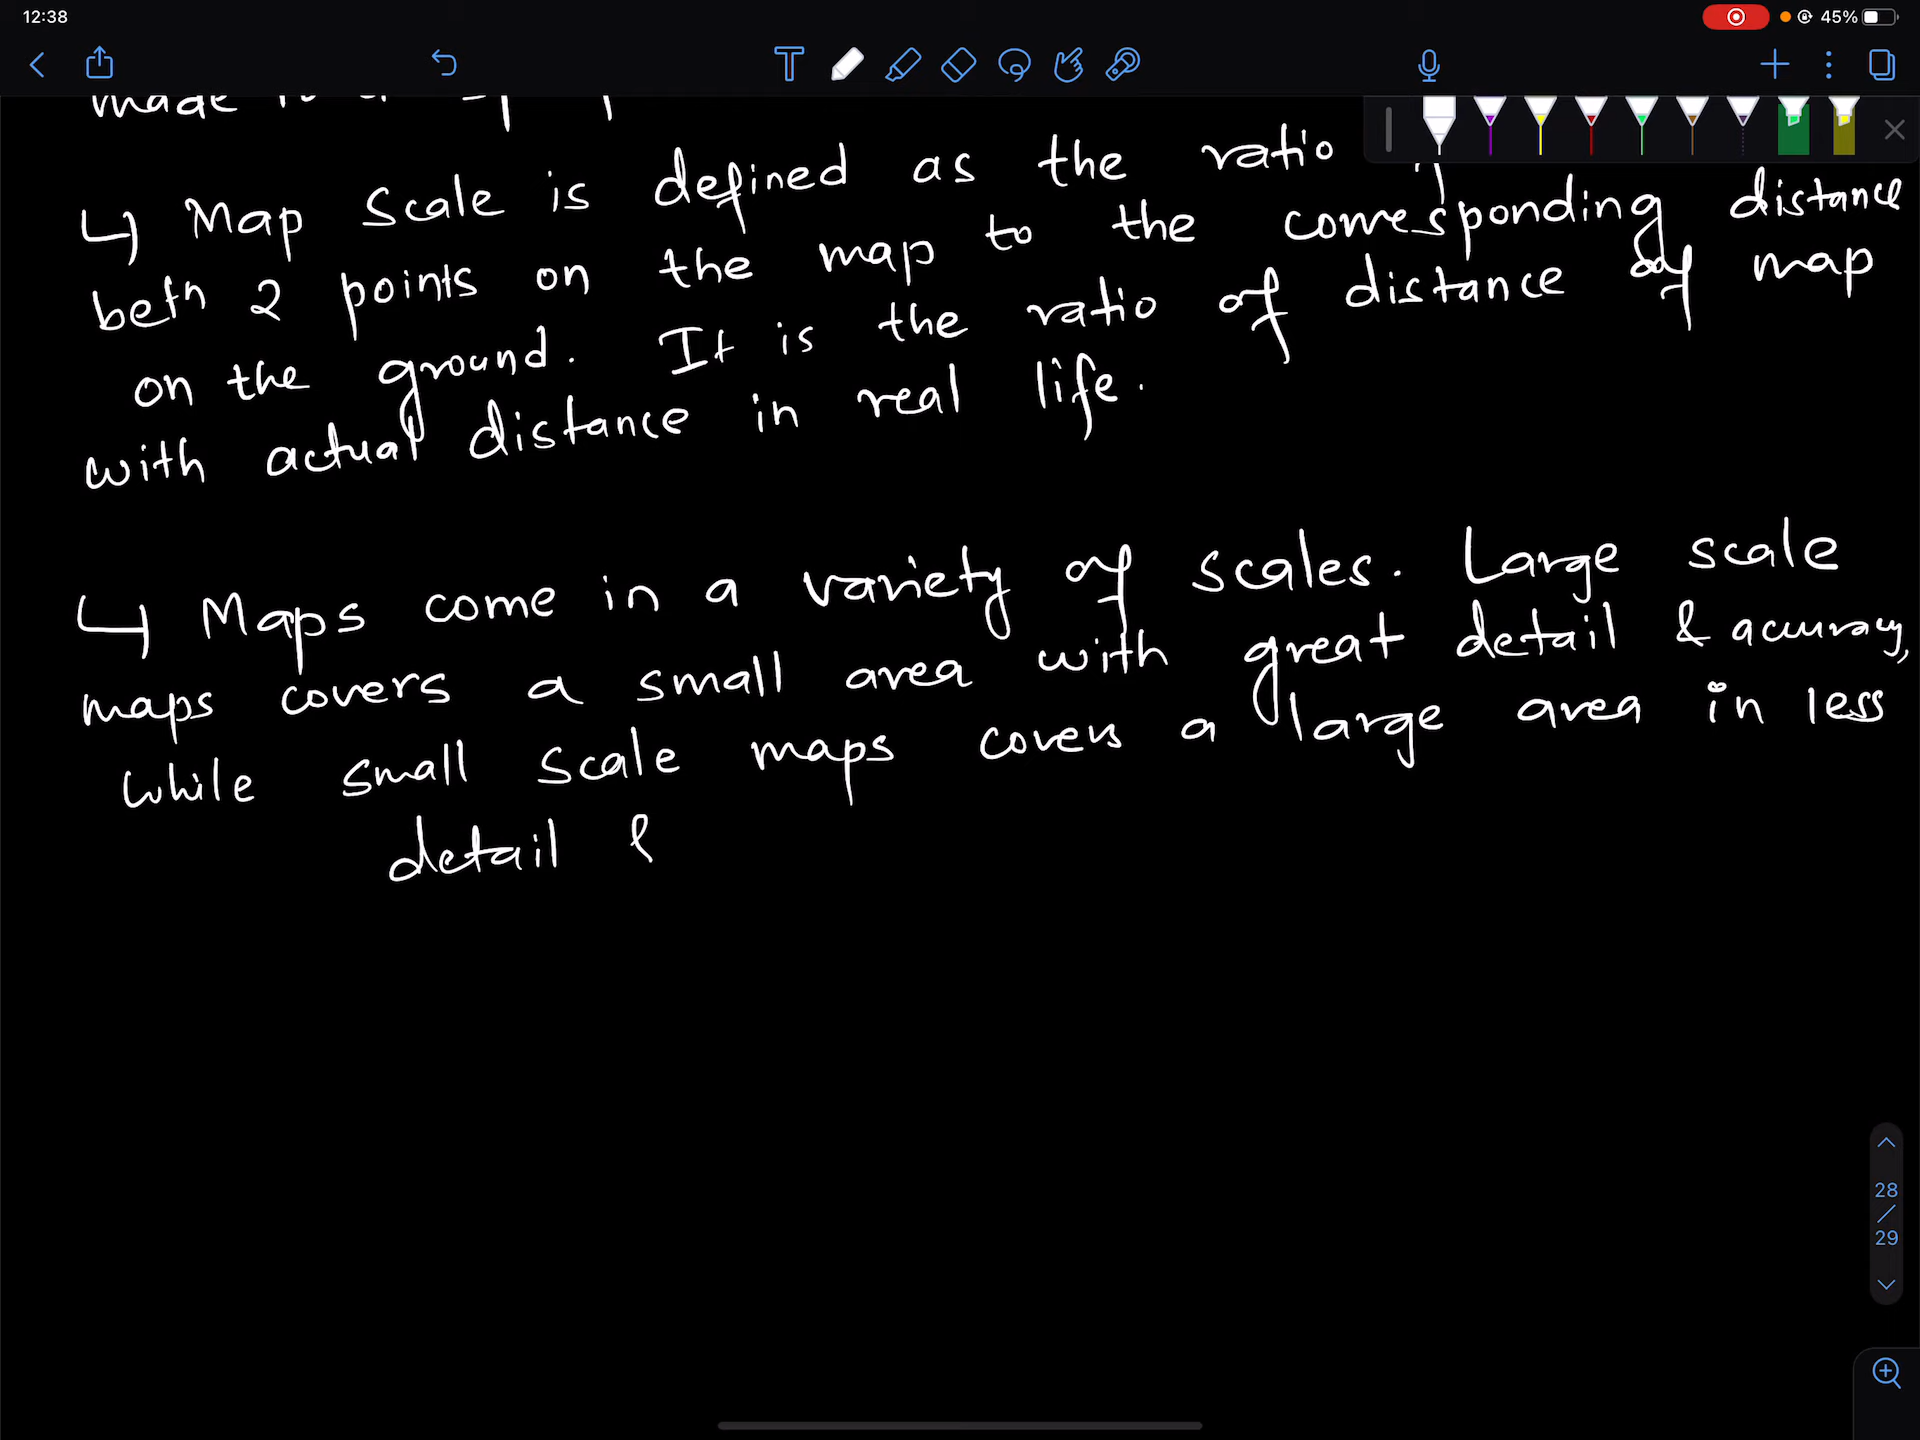 12:38
45%
made to a
↳ Map Scale is defined as the ratio of distance
betn 2 points on the map to the corresponding
on the ground. It is the ratio of distance of map
with actual distance in real life.
↳ Maps come in a variety of scales. Large scale
maps covers a small area with great detail & accuracy,
while small scale maps covers a large area in less
detail &
28
/
29